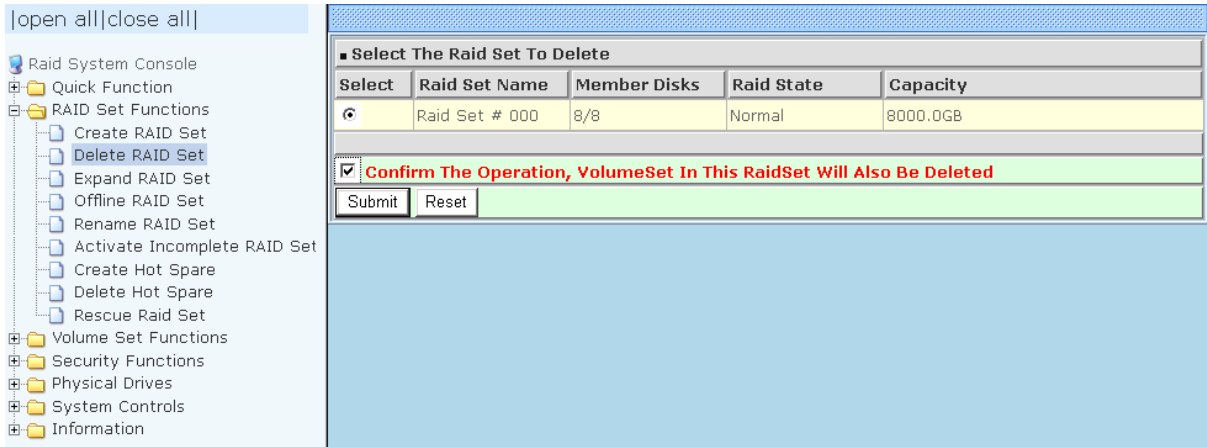 |open all|close all|
Raid System Console
Quick Function
RAID Set Functions
Create RAID Set
Delete RAID Set
Expand RAID Set
Offline RAID Set
Rename RAID Set
Activate Incomplete RAID Set
Create Hot Spare
Delete Hot Spare
Rescue Raid Set
Volume Set Functions
Security Functions
Physical Drives
System Controls
Information
Select The Raid Set To Delete
Select Raid Set Name Member Disks Raid State Capacity
Raid Set # 000 8/8 Normal 8000.0GB
Confirm The Operation, VolumeSet In This RaidSet Will Also Be Deleted
Submit Reset